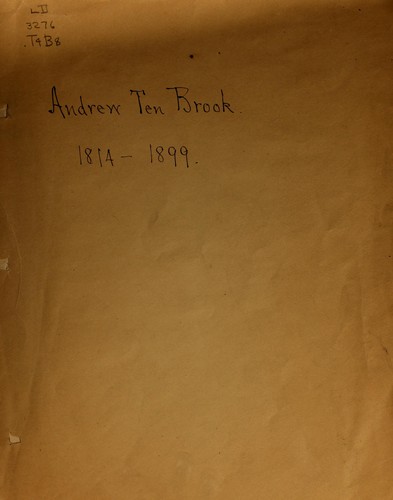 LD
3276
.T4B8
Andrew Ten Brook.
1814 - 1899.